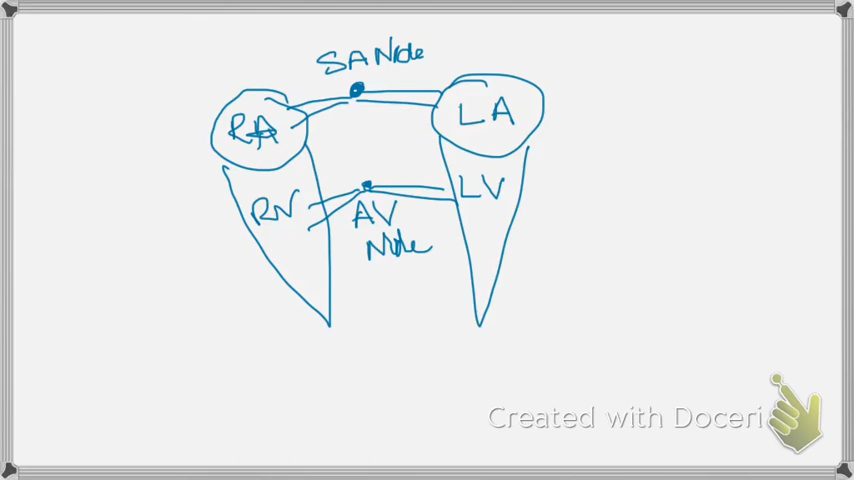 SA Node
RA
LA
RV
LV
AV
Node
Created with Doceri